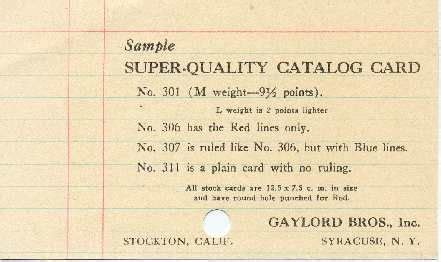 Sample
SUPER-QUALITY CATALOG CARD
No. 301 (M weight—9½ points).
L weight is 2 points lighter
No. 306 has the Red lines only.
No. 307 is ruled like No. 306, but with Blue lines.
No. 311 is a plain card with no ruling.
All stock cards are 12.5 x 7.5 c. m. in size
and have round hole punched for Rod.
GAYLORD BROS., Inc.
STOCKTON, CALIF. SYRACUSE, N. Y.